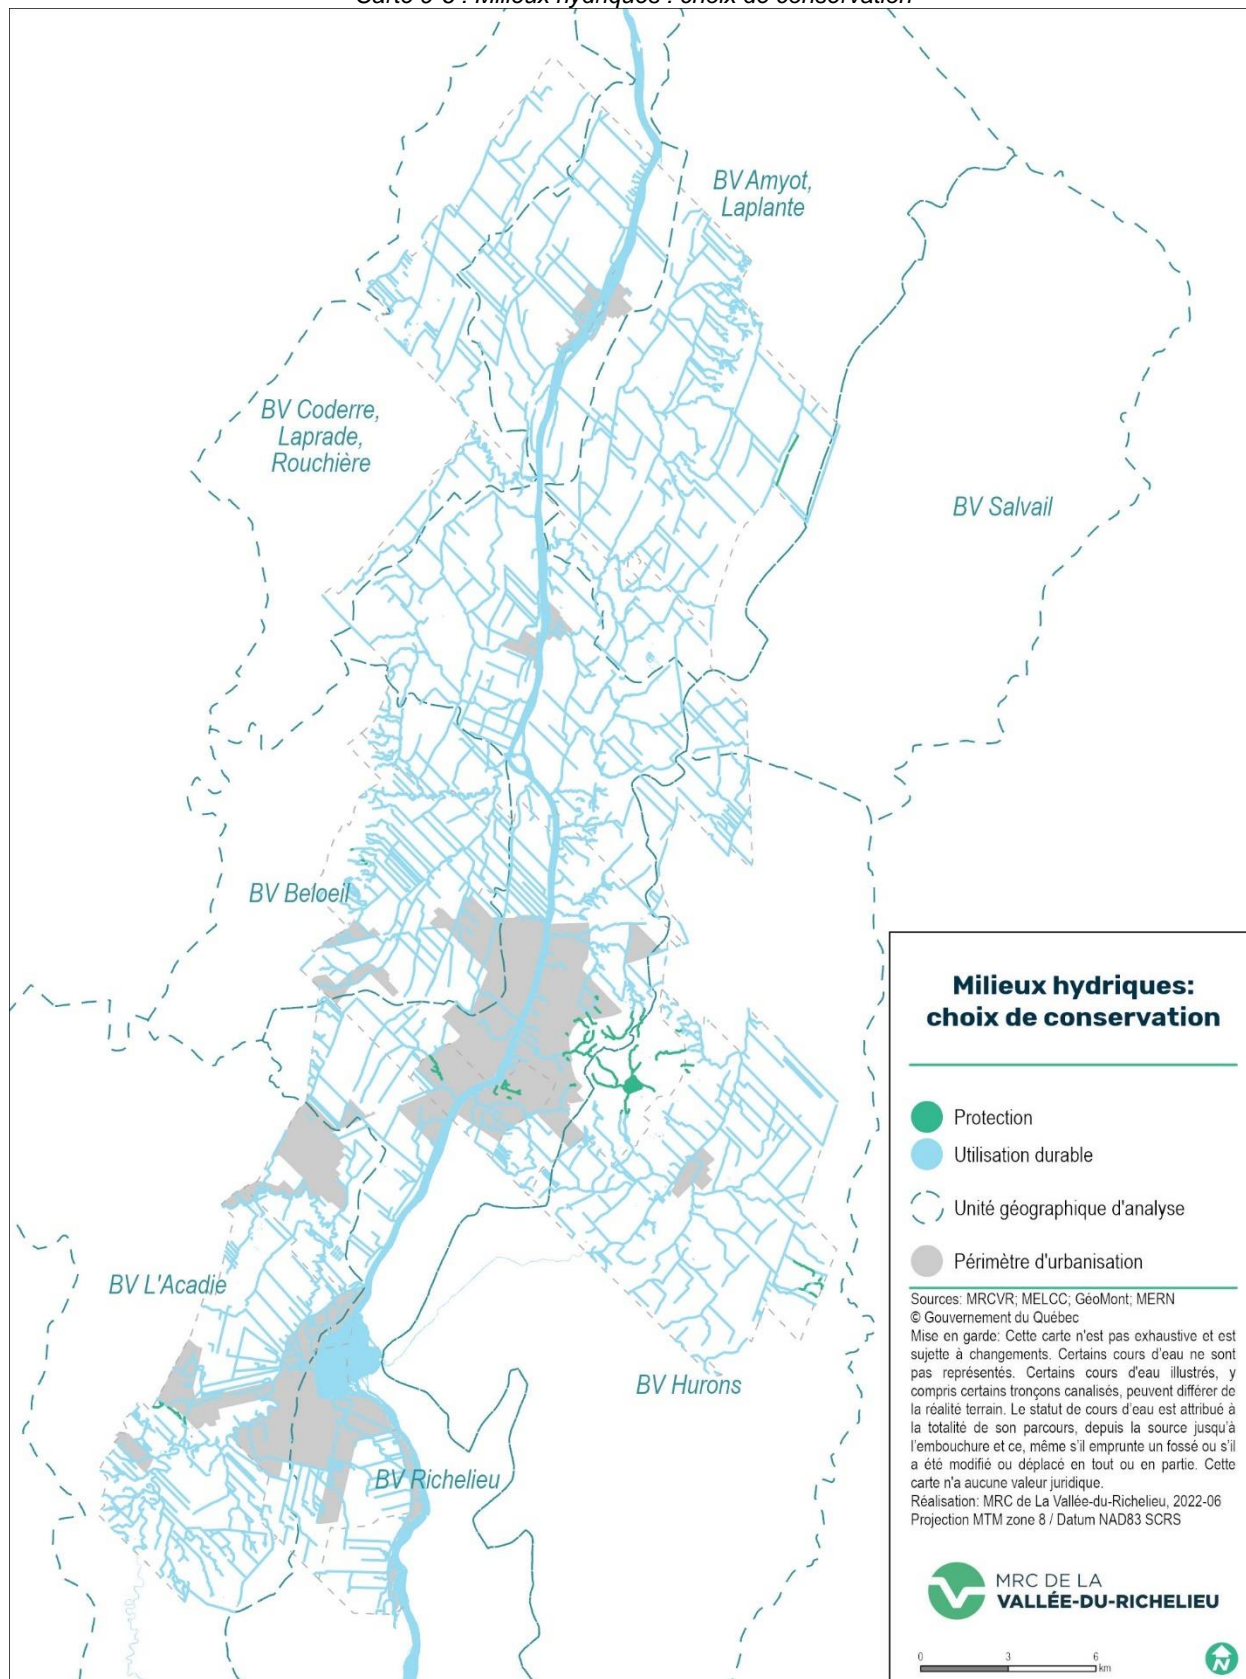 BV Amyot,
Laplante
BV Coderre,
Laprade,
Rouchière
BV Salvail
BV Beloeil
BV L'Acadie
BV Hurons
BV Richelieu
Milieux hydriques:
choix de conservation
Protection
Utilisation durable
Unité géographique d'analyse
Périmètre d'urbanisation
Sources: MRCVR; MELCC; GéoMont; MERN
© Gouvernement du Québec
Mise en garde: Cette carte n'est pas exhaustive et est
sujette à changements. Certains cours d'eau ne sont
pas représentés. Certains cours d'eau illustrés, y
compris certains tronçons canalisés, peuvent différer de
la réalité terrain. Le statut de cours d'eau est attribué à
la totalité de son parcours, depuis la source jusqu'à
l'embouchure et ce, même s'il emprunte un fossé ou s'il
a été modifié ou déplacé en tout ou en partie. Cette
carte n'a aucune valeur juridique.
Réalisation: MRC de La Vallée-du-Richelieu, 2022-06
Projection MTM zone 8 / Datum NAD83 SCRS
MRC DE LA
VALLÉE-DU-RICHELIEU
0 3 6
km
N